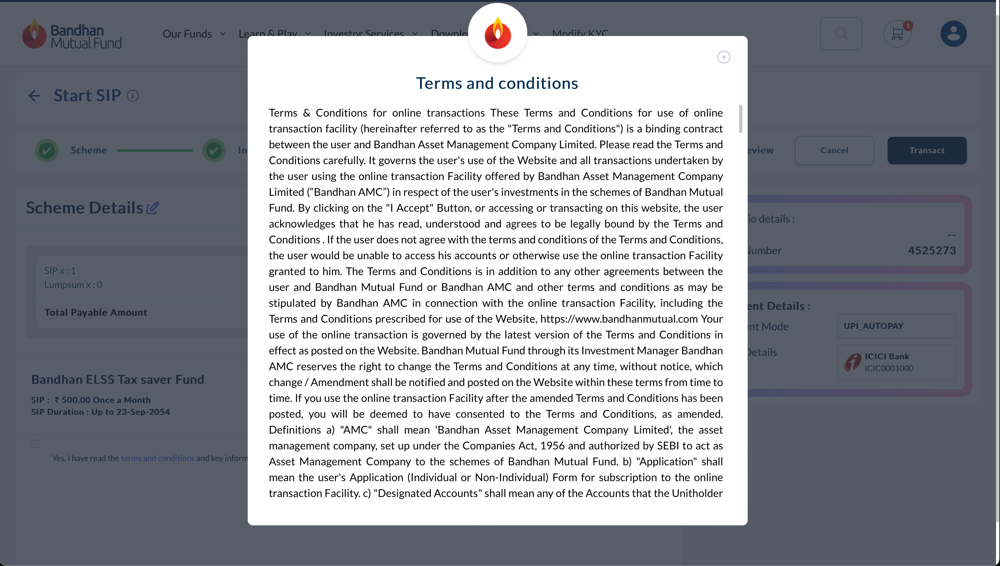 Bandhan
Mutual Fund
Our Funds
Learn & Play
Investor Services
Downlo
Modify KYC
1
Start SIP
Scheme
In
eview
Cancel
Transact
Scheme Details
SIP x : 1
Lumpsum x : 0
Total Payable Amount
Bandhan ELSS Tax saver Fund
SIP : ₹ 500.00 Once a Month
SIP Duration : Up to 23-Sep-2054
Yes, I have read the terms and conditions and key inform
Terms and conditions
Terms & Conditions for online transactions These Terms and Conditions for use of online
transaction facility (hereinafter referred to as the "Terms and Conditions") is a binding contract
between the user and Bandhan Asset Management Company Limited. Please read the Terms and
Conditions carefully. It governs the user's use of the Website and all transactions undertaken by
the user using the online transaction Facility offered by Bandhan Asset Management Company
Limited (“Bandhan AMC”) in respect of the user's investments in the schemes of Bandhan Mutual
Fund. By clicking on the "I Accept" Button, or accessing or transacting on this website, the user
acknowledges that he has read, understood and agrees to be legally bound by the Terms and
Conditions . If the user does not agree with the terms and conditions of the Terms and Conditions,
the user would be unable to access his accounts or otherwise use the online transaction Facility
granted to him. The Terms and Conditions is in addition to any other agreements between the
user and Bandhan Mutual Fund or Bandhan AMC and other terms and conditions as may be
stipulated by Bandhan AMC in connection with the online transaction Facility, including the
Terms and Conditions prescribed for use of the Website, https://www.bandhanmutual.com Your
use of the online transaction is governed by the latest version of the Terms and Conditions in
effect as posted on the Website. Bandhan Mutual Fund through its Investment Manager Bandhan
AMC reserves the right to change the Terms and Conditions at any time, without notice, which
change / Amendment shall be notified and posted on the Website within these terms from time to
time. If you use the online transaction Facility after the amended Terms and Conditions has been
posted, you will be deemed to have consented to the Terms and Conditions, as amended.
Definitions a) "AMC" shall mean 'Bandhan Asset Management Company Limited', the asset
management company, set up under the Companies Act, 1956 and authorized by SEBI to act as
Asset Management Company to the schemes of Bandhan Mutual Fund. b) "Application" shall
mean the user's Application (Individual or Non-Individual) Form for subscription to the online
transaction Facility. c) "Designated Accounts" shall mean any of the Accounts that the Unitholder
io details :
--
Number
4525273
ent Details :
ent Mode
UPI_AUTOPAY
Details
ICICI Bank
ICIC0001000